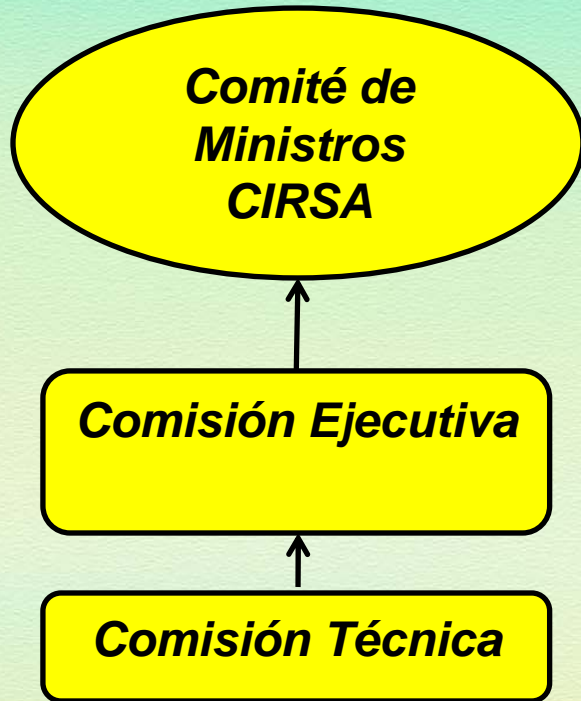 Comité de
Ministros
CIRSA
Comisión Ejecutiva
Comisión Técnica